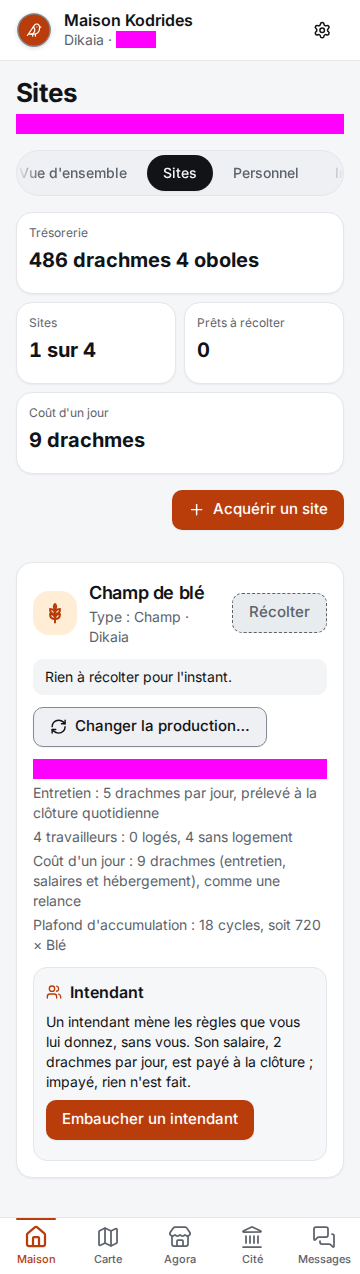 Maison Kodrides
Dikaia ·
Sites
Vue d'ensemble
Sites
Personnel
Trésorerie
486 drachmes 4 oboles
Sites
1 sur 4
Prêts à récolter
0
Coût d'un jour
9 drachmes
Acquérir un site
Champ de blé
Type : Champ ·
Dikaia
Récolter
Rien à récolter pour l'instant.
Changer la production...
Entretien : 5 drachmes par jour, prélevé à la
clôture quotidienne
4 travailleurs : 0 logés, 4 sans logement
Coût d'un jour : 9 drachmes (entretien,
salaires et hébergement), comme une
relance
Plafond d'accumulation : 18 cycles, soit 720
× Blé
Intendant
Un intendant mène les règles que vous
lui donnez, sans vous. Son salaire, 2
drachmes par jour, est payé à la clôture ;
impayé, rien n'est fait.
Embaucher un intendant
Maison
Carte
Agora
Cité
Messages